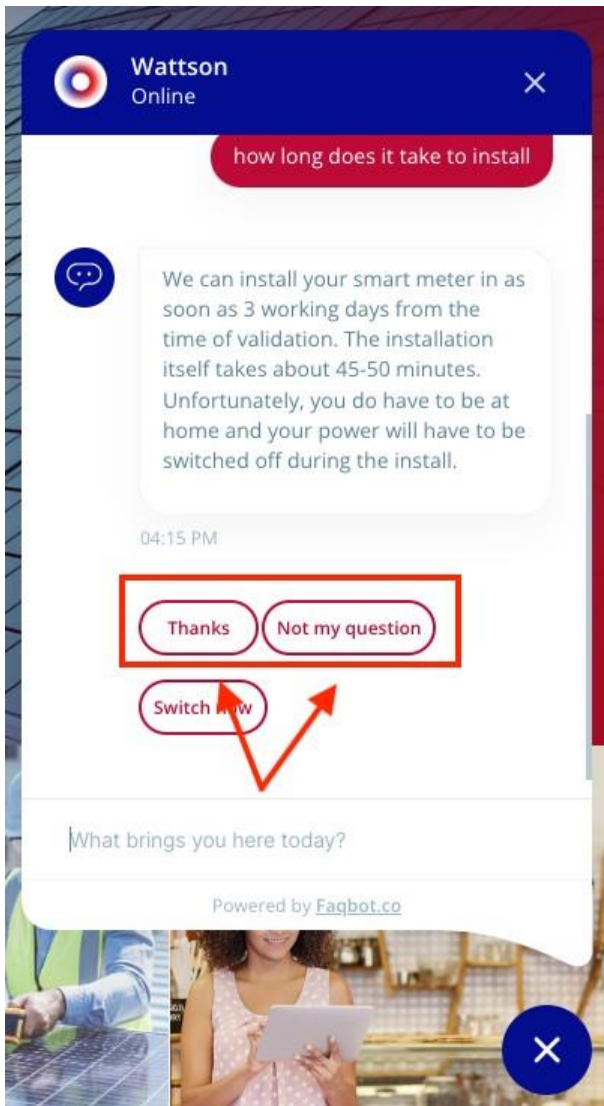 Wattson
Online
how long does it take to install
We can install your smart meter in as
soon as 3 working days from the
time of validation. The installation
itself takes about 45-50 minutes.
Unfortunately, you do have to be at
home and your power will have to be
switched off during the install.
04:15 PM
Thanks
Not my question
Switch now
What brings you here today?
Powered by Faqbot.co